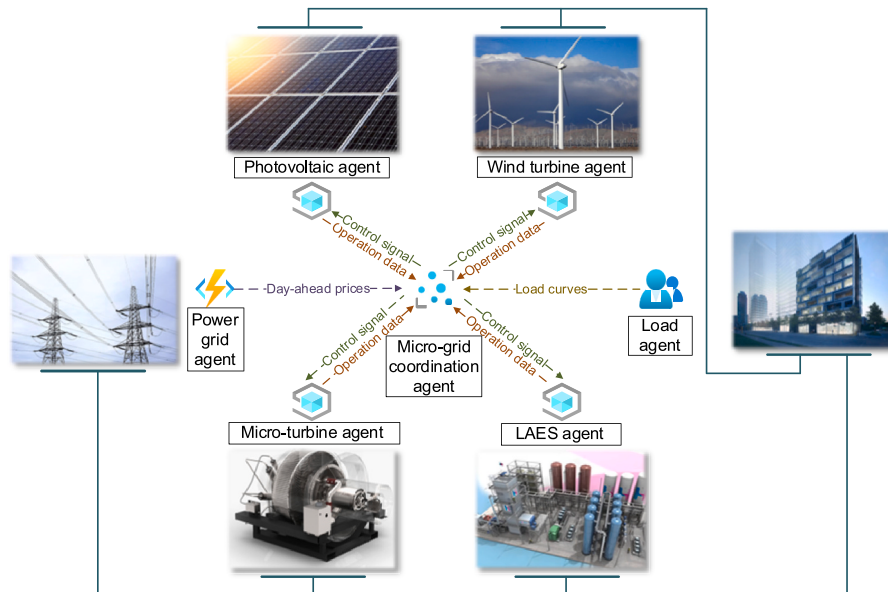 Photovoltaic agent
Wind turbine agent
Control signal
Operation data
Control signal
Operation data
Day-ahead prices
Load curves
Power
grid
agent
Load
agent
Control signal
Operation data
Micro-grid
coordination
agent
Control signal
Operation data
Micro-turbine agent
LAES agent